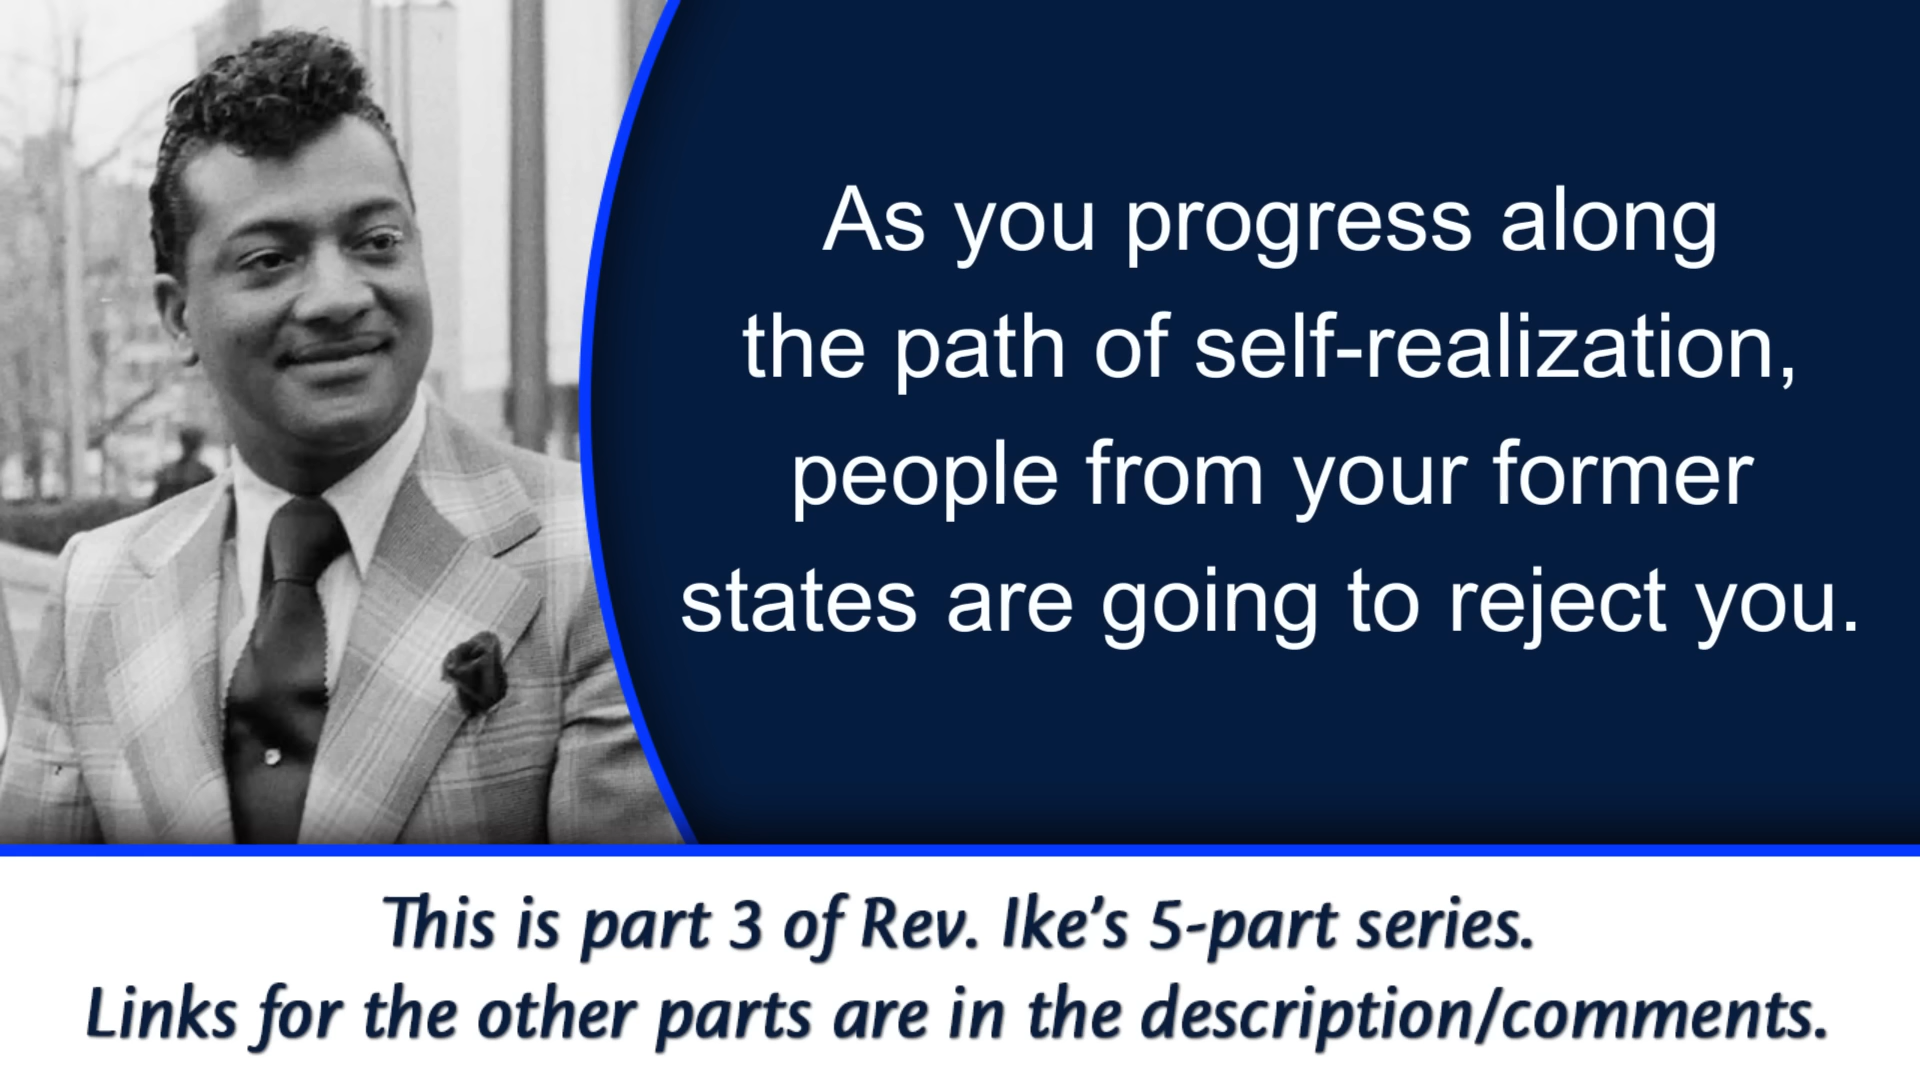 As you progress along
the path of self-realization,
people from your former
states are going to reject you.
This is part 3 of Rev. Ike's 5-part series.
Links for the other parts are in the description/comments.